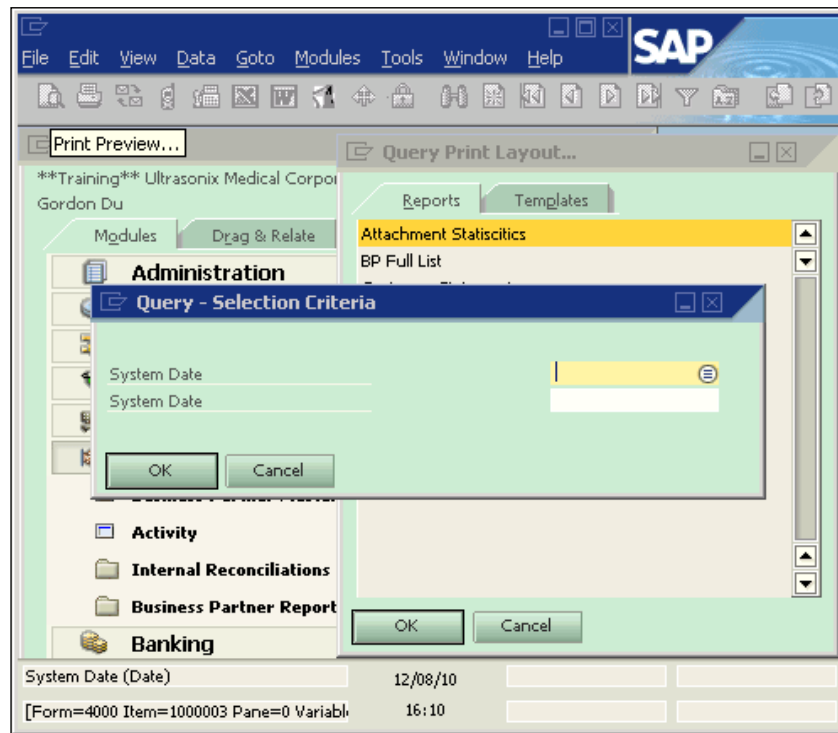 File Edit View Data Goto Modules Tools Window Help
SAP
Print Preview...
Query Print Layout...
**Training** Ultrasonix Medical Corpor
Gordon Du
Reports Templates
Modules Drag & Relate
Attachment Statiscitics
BP Full List
Administration
Query - Selection Criteria
System Date
System Date
OK Cancel
Activity
Internal Reconciliations
Business Partner Report
OK Cancel
Banking
System Date (Date) 12/08/10
[Form=4000 Item=1000003 Pane=0 Variabl 16:10